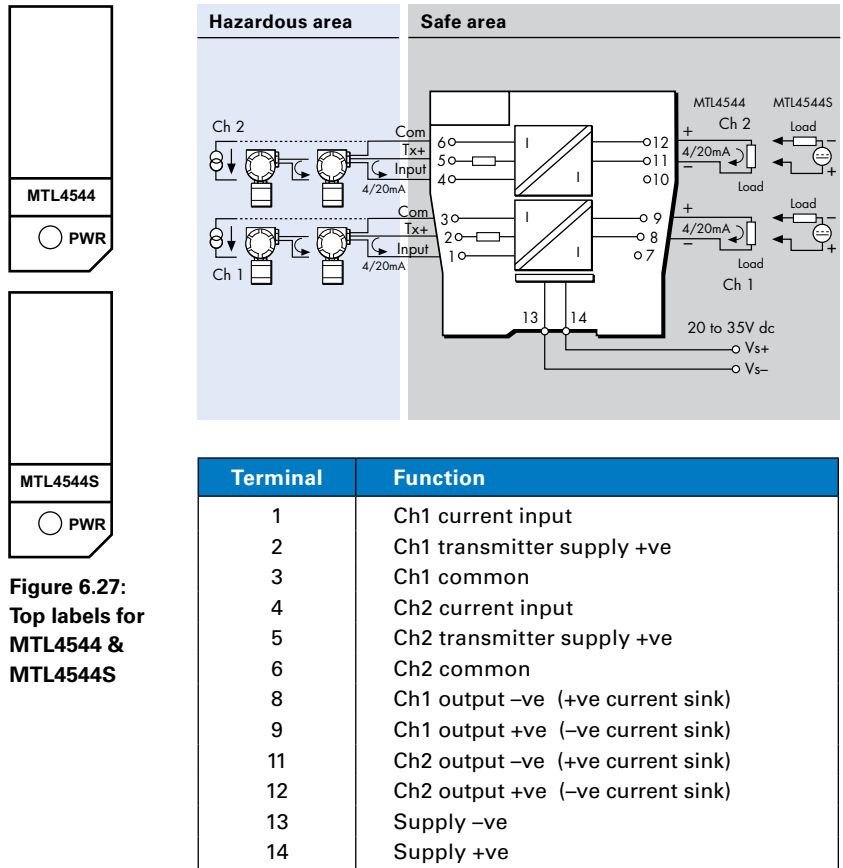 MTL4544
PWR
MTL4544S
PWR
Figure 6.27:
Top labels for
MTL4544 &
MTL4544S
Hazardous area
Safe area
Ch 2
Com
Tx+
Input
4/20mA
Com
Tx+
Input
4/20mA
Ch 1
6
5
4
3
2
1
I
I
I
I
12
11
10
9
8
7
13
14
MTL4544
MTL4544S
+
Ch 2
4/20mA
–
Load
Load
–
+
+
4/20mA
–
Load
Ch 1
Load
–
+
20 to 35V dc
Vs+
Vs–
Terminal Function
1 Ch1 current input
2 Ch1 transmitter supply +ve
3 Ch1 common
4 Ch2 current input
5 Ch2 transmitter supply +ve
6 Ch2 common
8 Ch1 output –ve (+ve current sink)
9 Ch1 output +ve (–ve current sink)
11 Ch2 output –ve (+ve current sink)
12 Ch2 output +ve (–ve current sink)
13 Supply –ve
14 Supply +ve